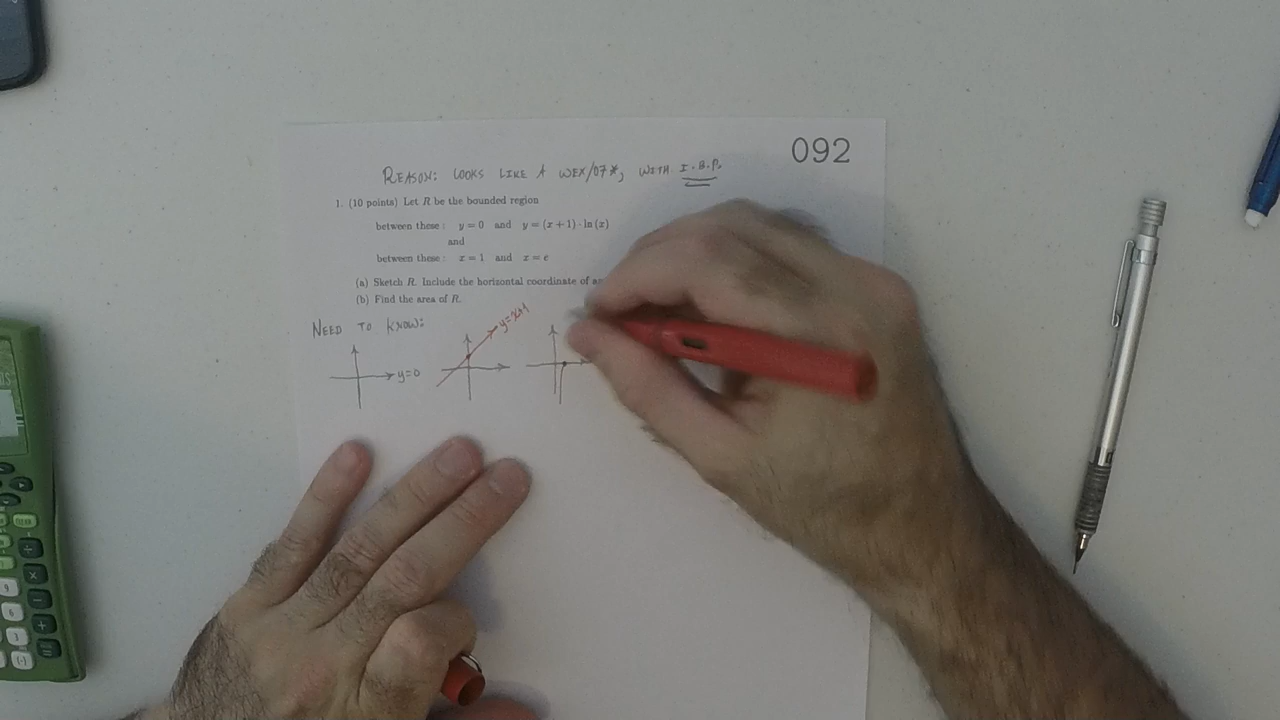 092
REASON: LOOKS LIKE A WEX/07*, WITH I.B.P.
1. (10 points) Let R be the bounded region
between these : y = 0 and y = (x + 1) · ln(x)
and
between these : x = 1 and x = e
(a) Sketch R. Include the horizontal coordinate of
(b) Find the area of R.
NEED TO KNOW:
y=0
y=x+1